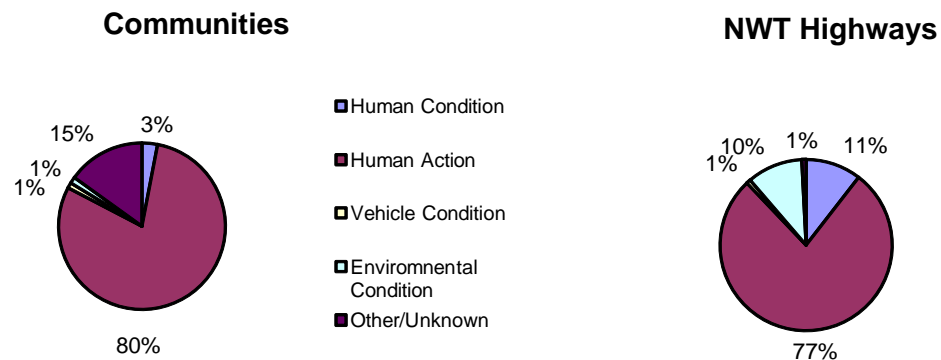 Communities
NWT Highways
15%
3%
1%
1%
80%
Human Condition
Human Action
Vehicle Condition
Enviromnental
Condition
Other/Unknown
10%
1%
11%
1%
77%